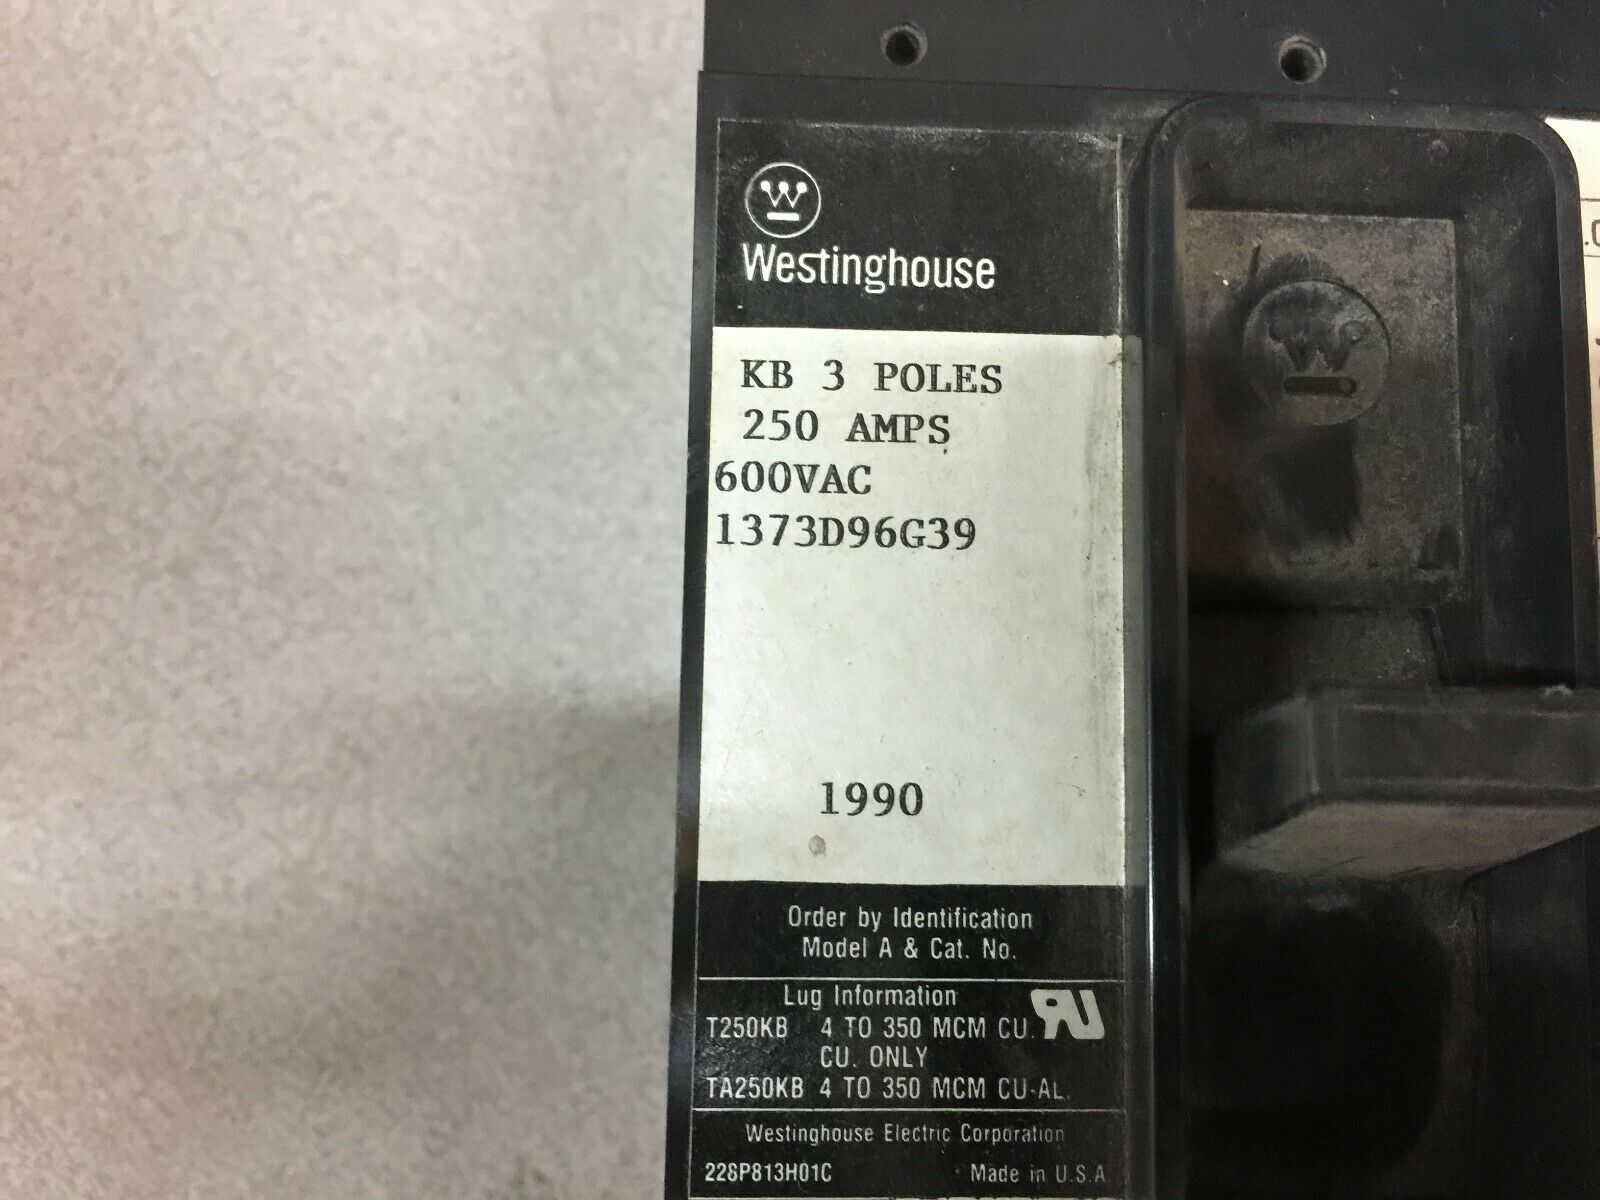 W
Westinghouse
KB 3 POLES
250 AMPS
600VAC
1373D96G39
1990
Order by Identification
Model A & Cat. No.
Lug Information
T250KB 4 TO 350 MCM CU.
CU. ONLY
TA250KB 4 TO 350 MCM CU-AL.
RU
Westinghouse Electric Corporation
228P813H01C Made in U.S.A.
W